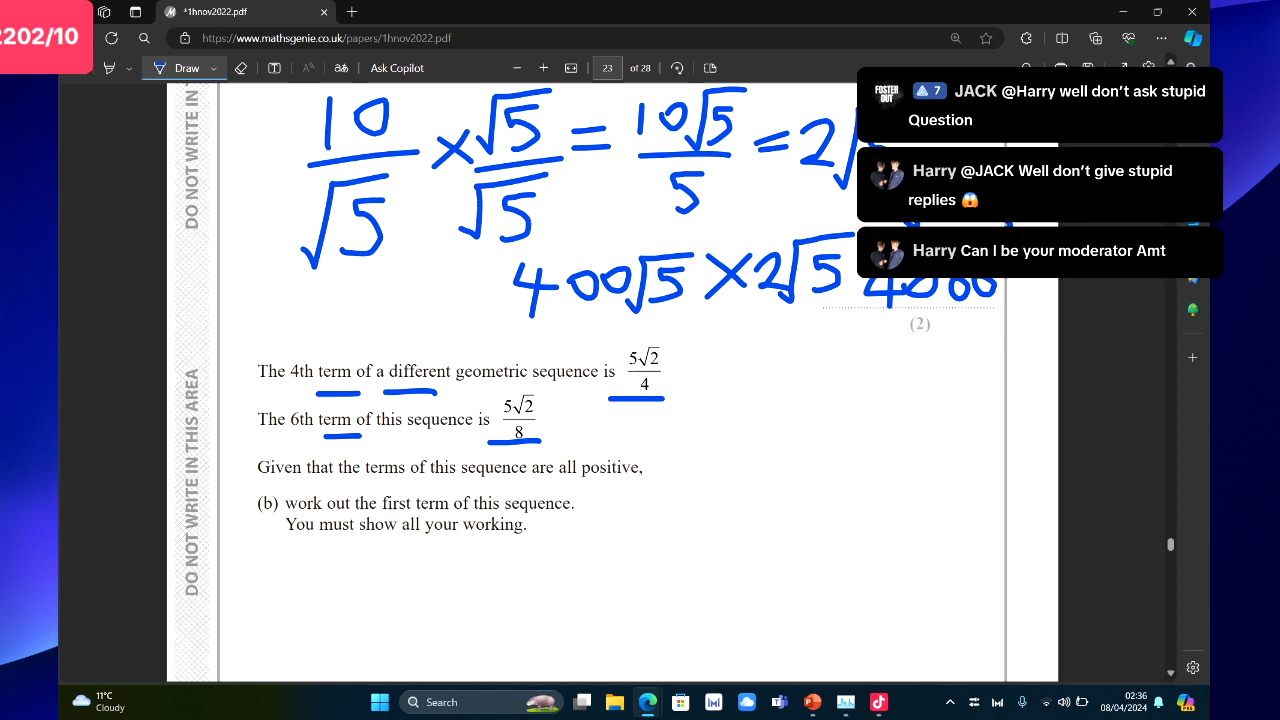 2202/10
*1hnov2022.pdf
https://www.mathsgenie.co.uk/papers/1hnov2022.pdf
Draw
Ask Copilot
23 of 28
JACK @Harry well don't ask stupid
Question
7
FOSTER
OUT
Harry @JACK Well don't give stupid
replies 😱
Harry Can I be your moderator Amt
DO NOT WRITE IN
10/√5 × √5/√5 = 10√5/5 = 2√
400√5 × 2√5 4000
(2)
The 4th term of a different geometric sequence is 5√2/4
The 6th term of this sequence is 5√2/8
Given that the terms of this sequence are all positive,
(b) work out the first term of this sequence.
You must show all your working.
DO NOT WRITE IN THIS AREA
11°C
Cloudy
Search
02:36
08/04/2024